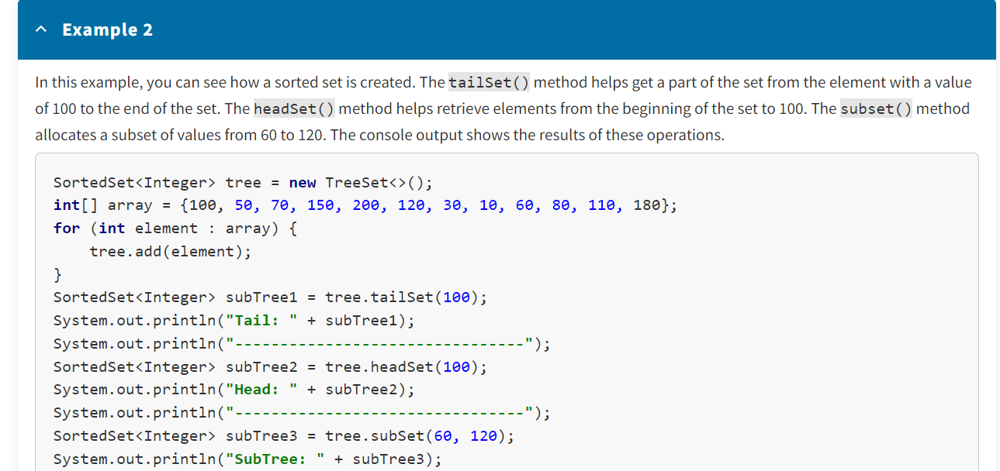 Example 2
In this example, you can see how a sorted set is created. The tailSet() method helps get a part of the set from the element with a value
of 100 to the end of the set. The headSet() method helps retrieve elements from the beginning of the set to 100. The subset() method
allocates a subset of values from 60 to 120. The console output shows the results of these operations.
SortedSet<Integer> tree = new TreeSet<>();
int[] array = {100, 50, 70, 150, 200, 120, 30, 10, 60, 80, 110, 180};
for (int element : array) {
    tree.add(element);
}
SortedSet<Integer> subTree1 = tree.tailSet(100);
System.out.println("Tail: " + subTree1);
System.out.println("--------------------------------");
SortedSet<Integer> subTree2 = tree.headSet(100);
System.out.println("Head: " + subTree2);
System.out.println("--------------------------------");
SortedSet<Integer> subTree3 = tree.subSet(60, 120);
System.out.println("SubTree: " + subTree3);